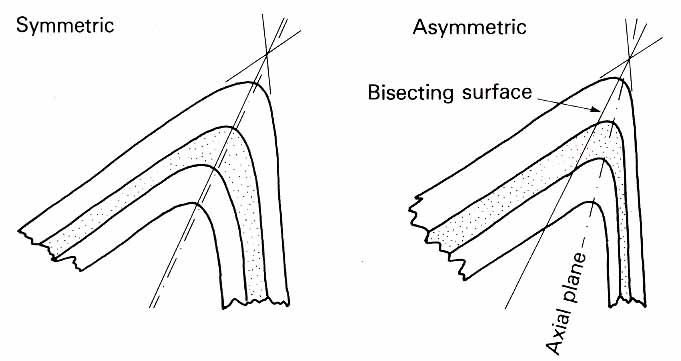 Symmetric
Asymmetric
Bisecting surface
Axial plane